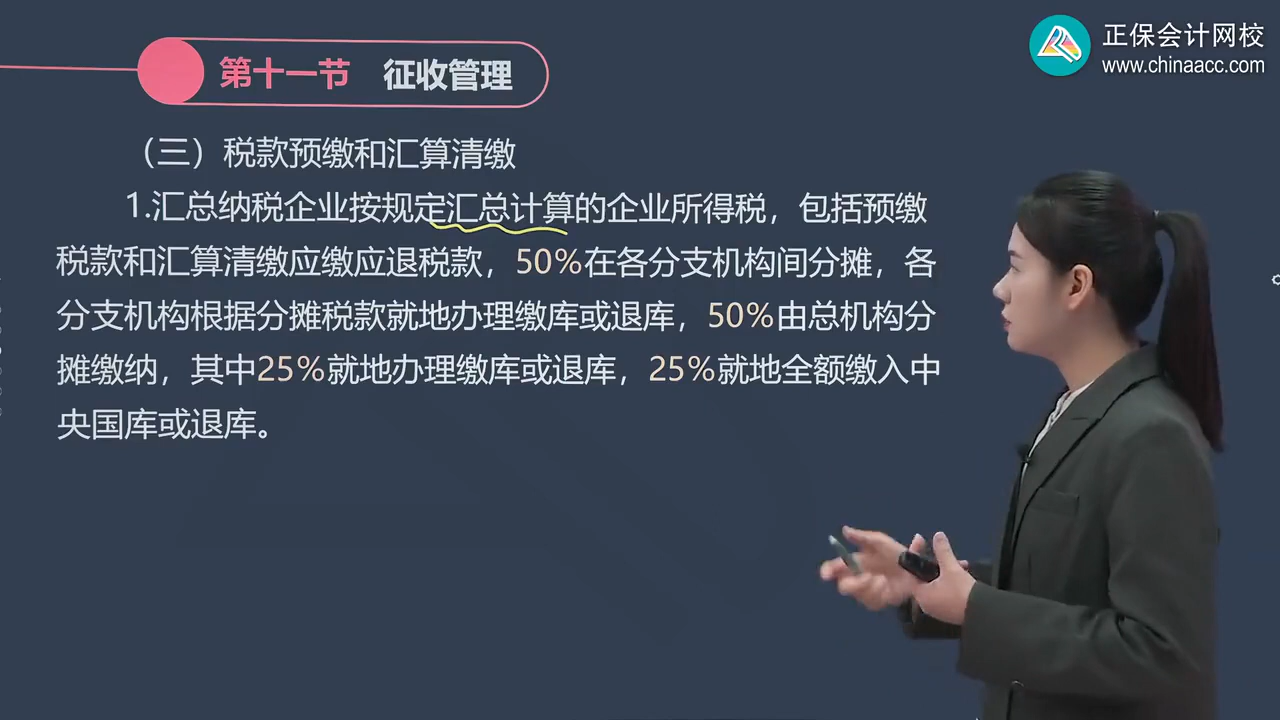 正保会计网校
www.chinaacc.com
第十一节 征收管理
（三）税款预缴和汇算清缴
1.汇总纳税企业按规定汇总计算的企业所得税，包括预缴
税款和汇算清缴应缴应退税款，50%在各分支机构间分摊，各
分支机构根据分摊税款就地办理缴库或退库，50%由总机构分
摊缴纳，其中25%就地办理缴库或退库，25%就地全额缴入中
央国库或退库。